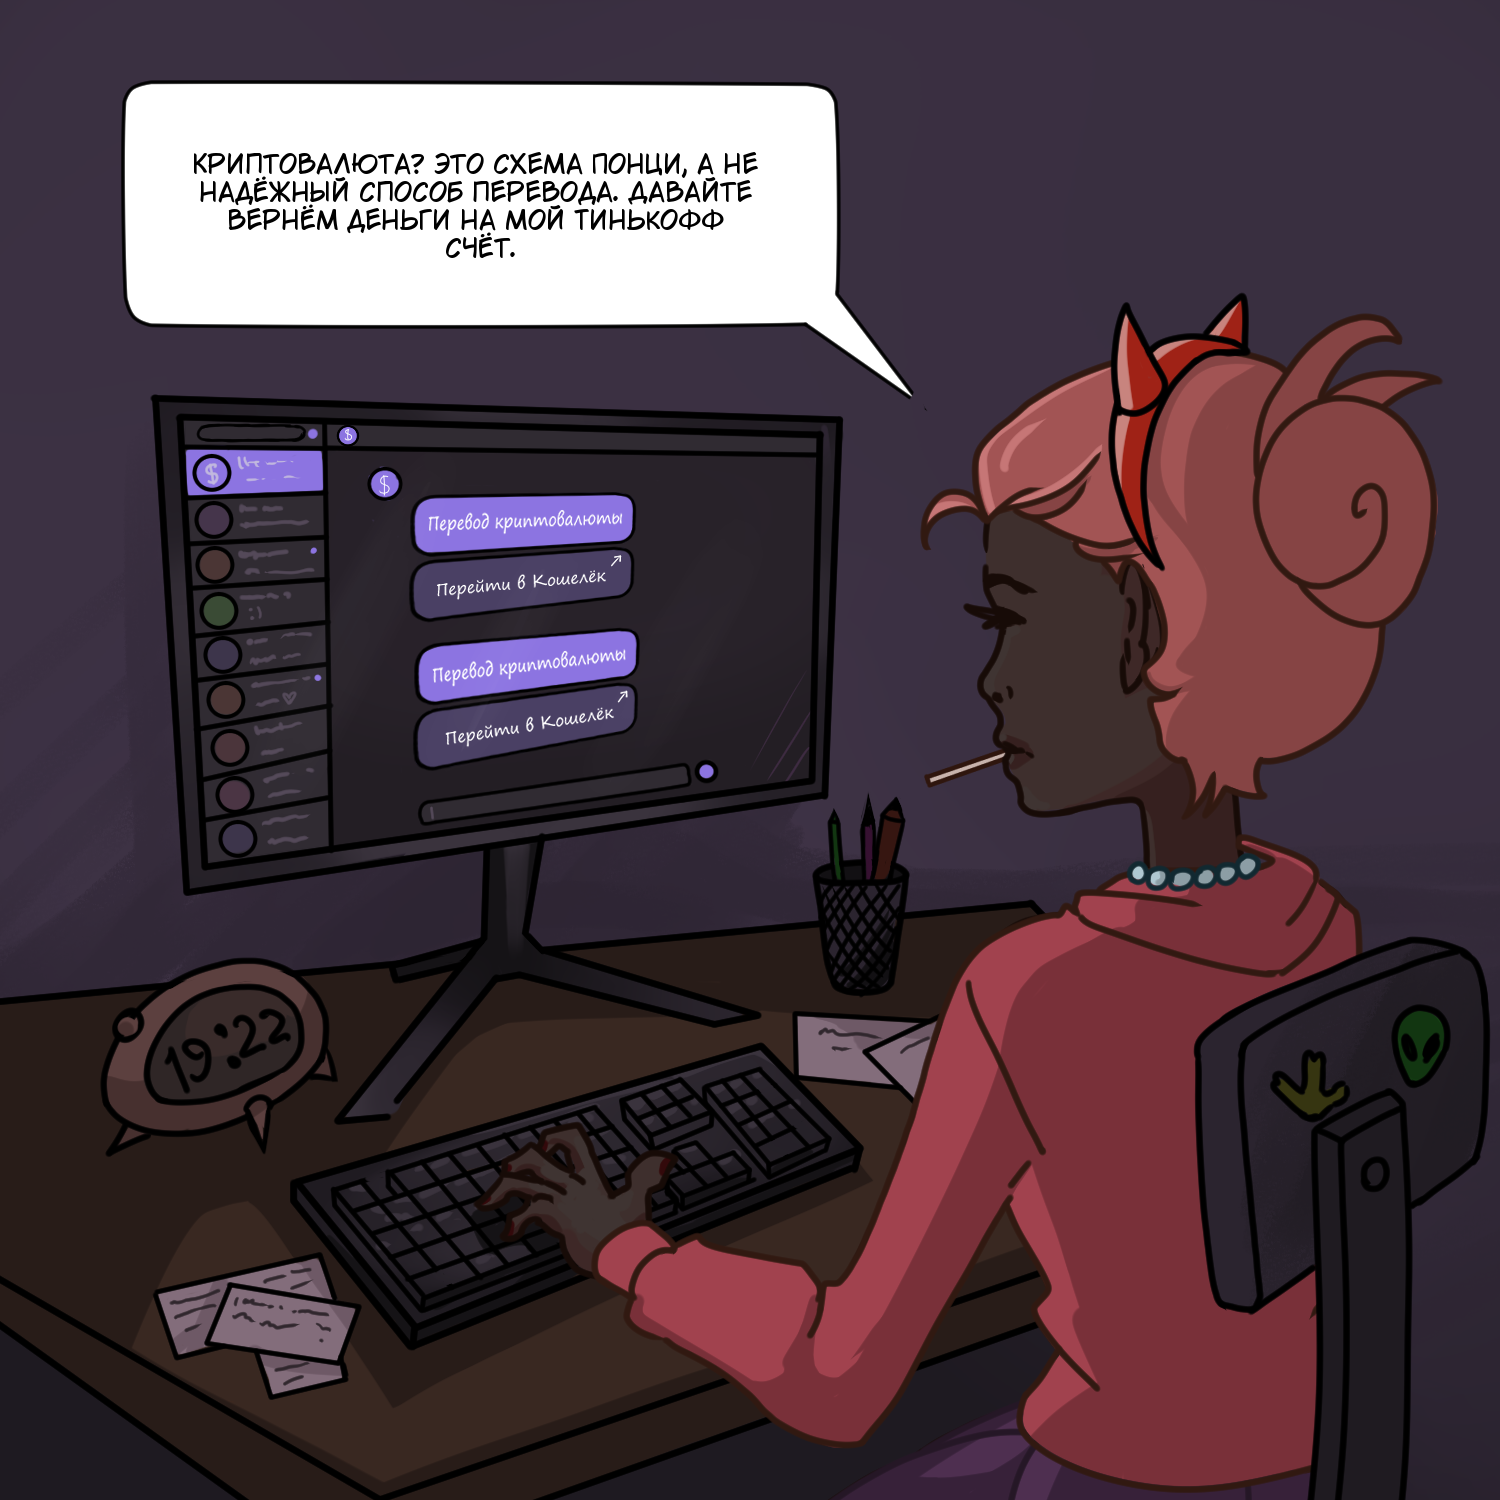 КРИПТОВАЛЮТА? ЭТО СХЕМА ПОНЦИ, А НЕ
НАДЁЖНЫЙ СПОСОБ ПЕРЕВОДА. ДАВАЙТЕ
ВЕРНЁМ ДЕНЬГИ НА МОЙ ТИНЬКОФФ
СЧЁТ.
$
$
$
Перевод криптовалюты
Перейти в Кошелёк
:)
Перевод криптовалюты
Перейти в Кошелёк
19:22